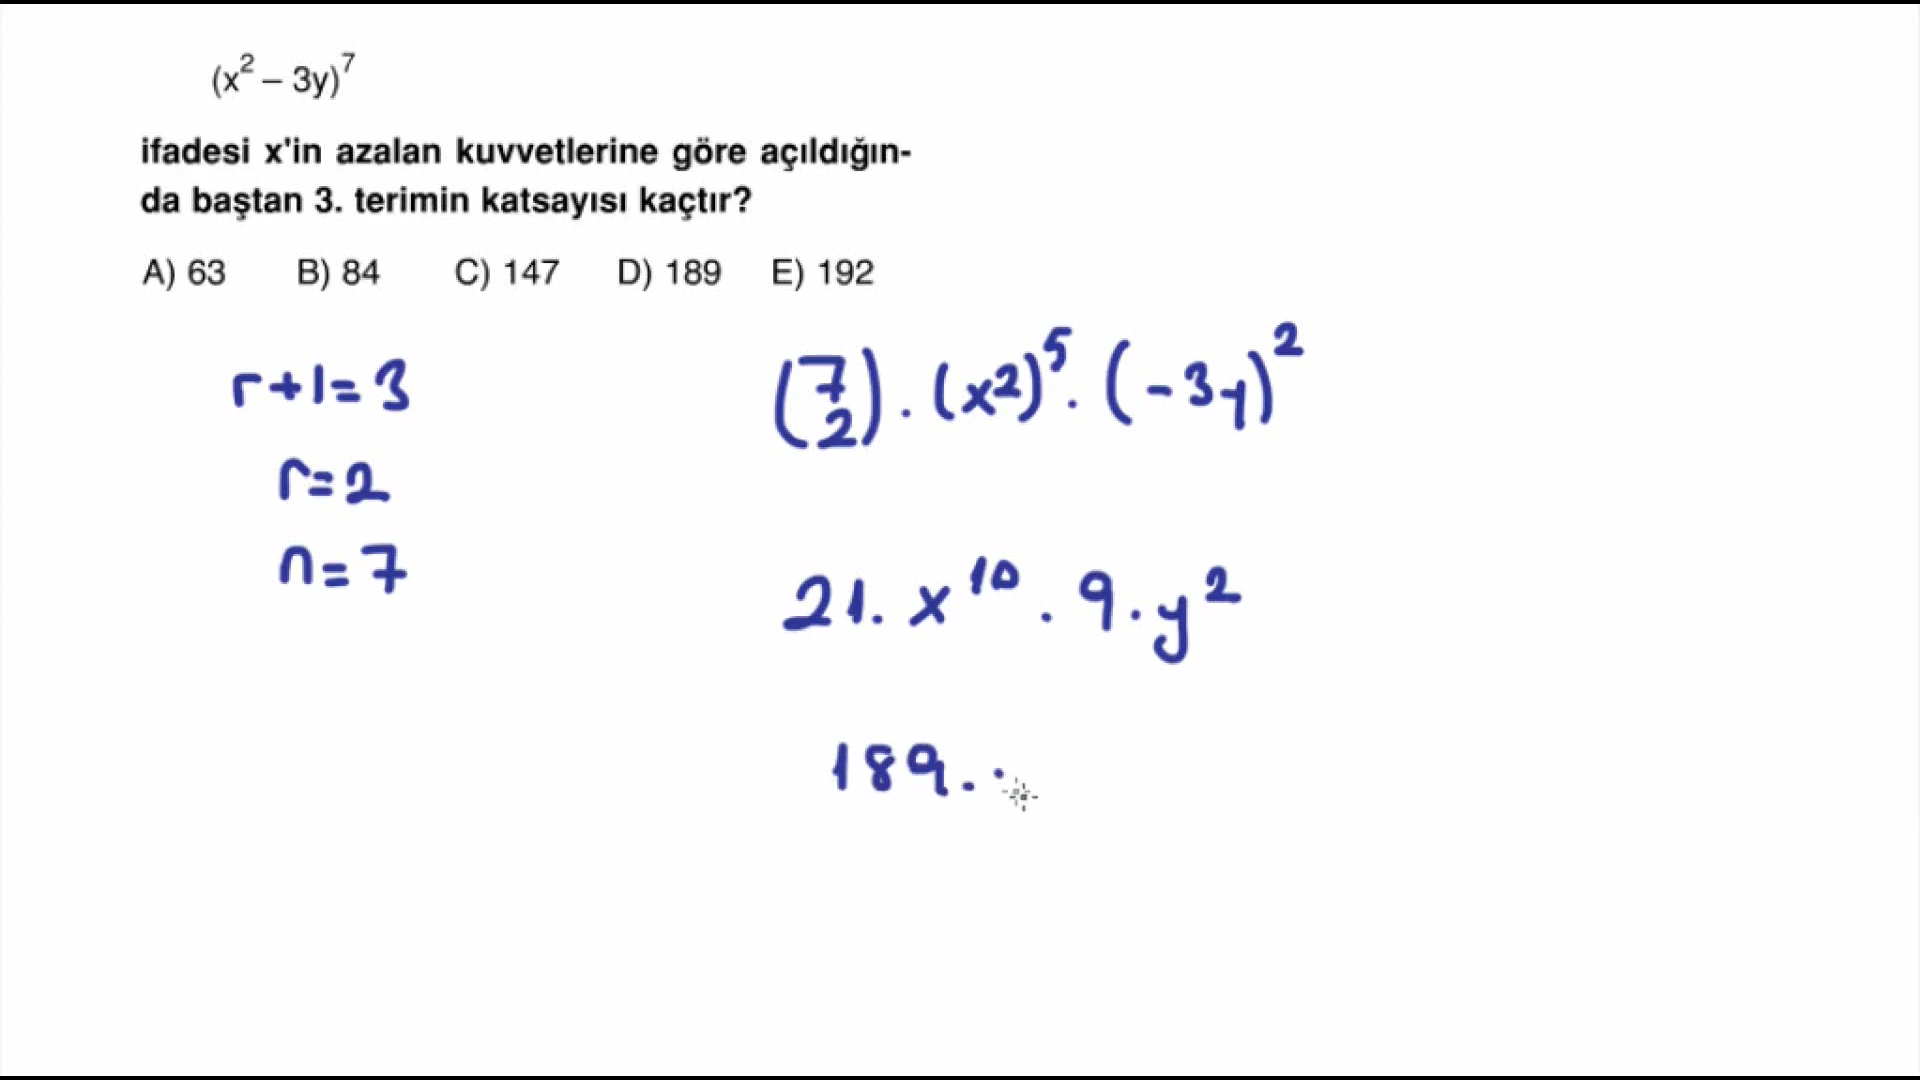 (x² – 3y)⁷
ifadesi x'in azalan kuvvetlerine göre açıldığın-
da baştan 3. terimin katsayısı kaçtır?
A) 63 B) 84 C) 147 D) 189 E) 192
r+1=3
r=2
n=7
(7 2) . (x2)⁵ . (-3y)²
21. x¹⁰ . 9 . y²
189.